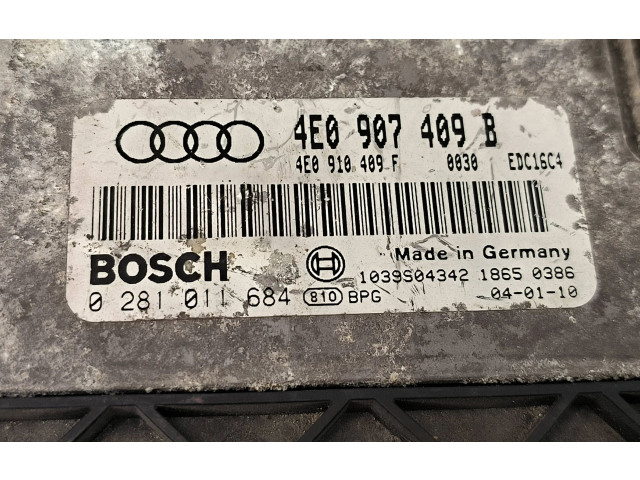 4E0 907 409 B
4E0 910 409 F 0030 EDC16C4
BOSCH
Made in Germany
1039S04342 1865 0386
0 281 011 684 810 BPG 04-01-10